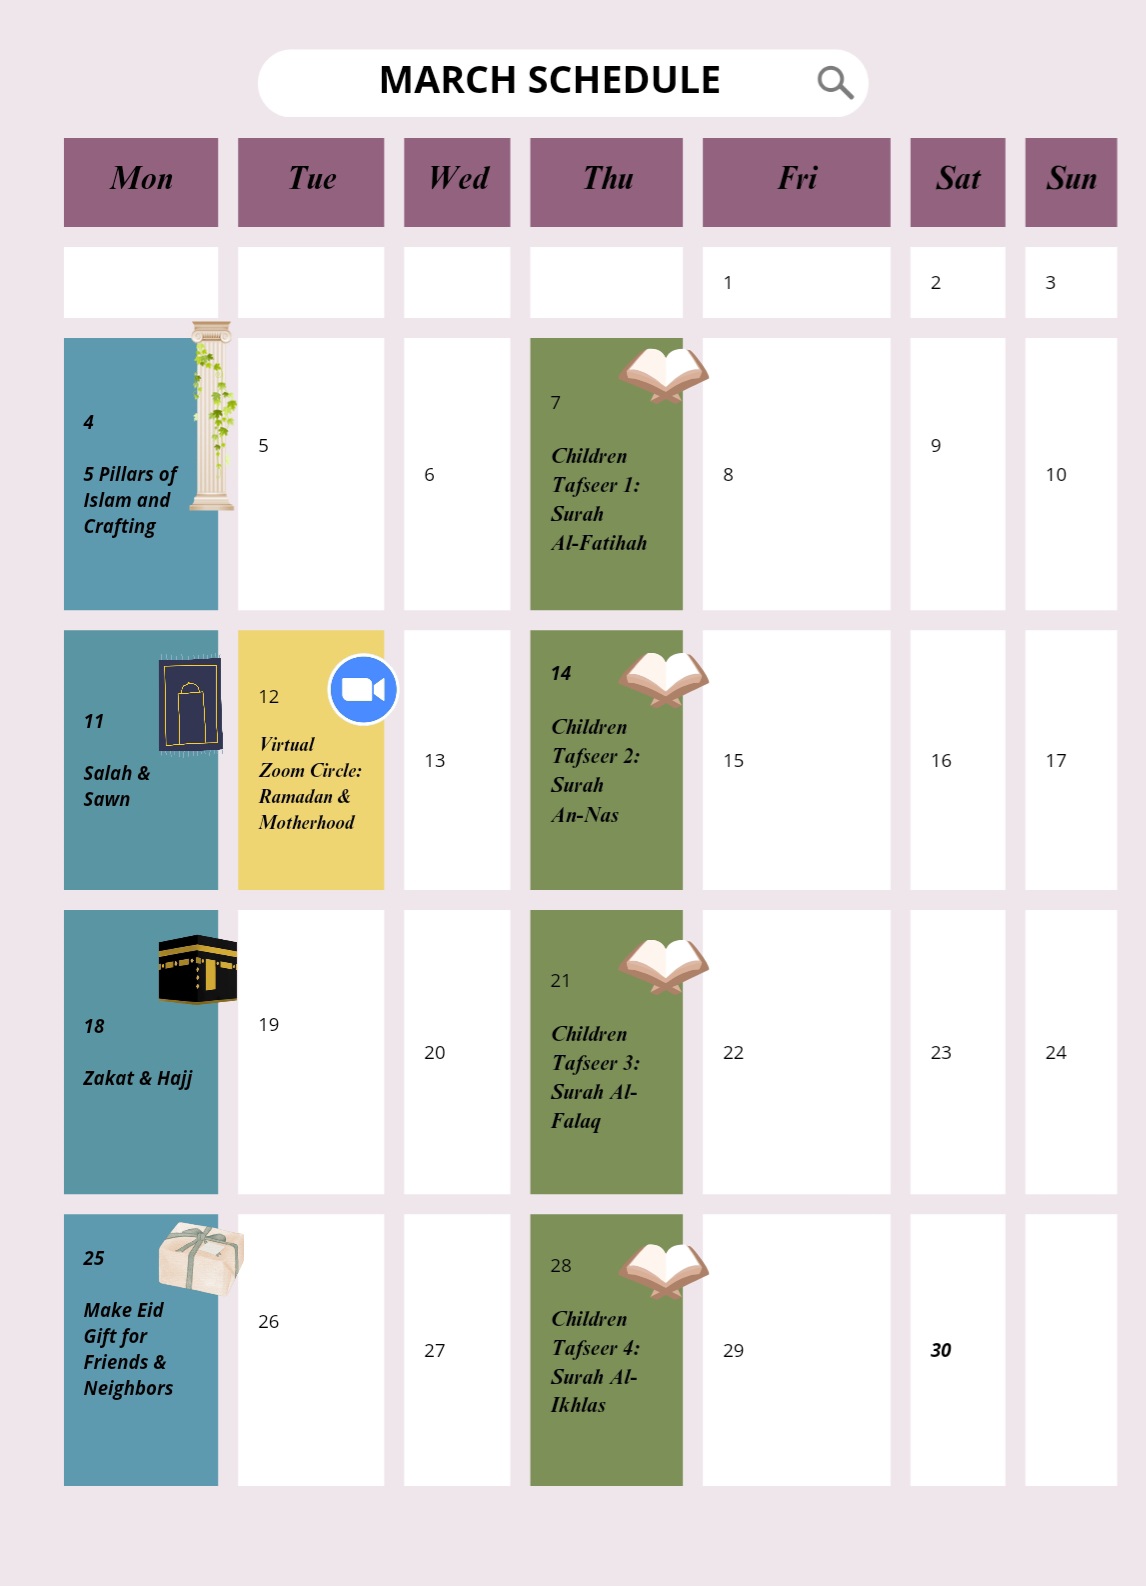 MARCH SCHEDULE
Mon
Tue
Wed
Thu
Fri
Sat
Sun
1
2
3
4
5 Pillars of
Islam and
Crafting
5
6
7
Children
Tafseer 1:
Surah
Al-Fatihah
8
9
10
11
Salah &
Sawn
12
Virtual
Zoom Circle:
Ramadan &
Motherhood
13
14
Children
Tafseer 2:
Surah
An-Nas
15
16
17
18
Zakat & Hajj
19
20
21
Children
Tafseer 3:
Surah Al-
Falaq
22
23
24
25
Make Eid
Gift for
Friends &
Neighbors
26
27
28
Children
Tafseer 4:
Surah Al-
Ikhlas
29
30